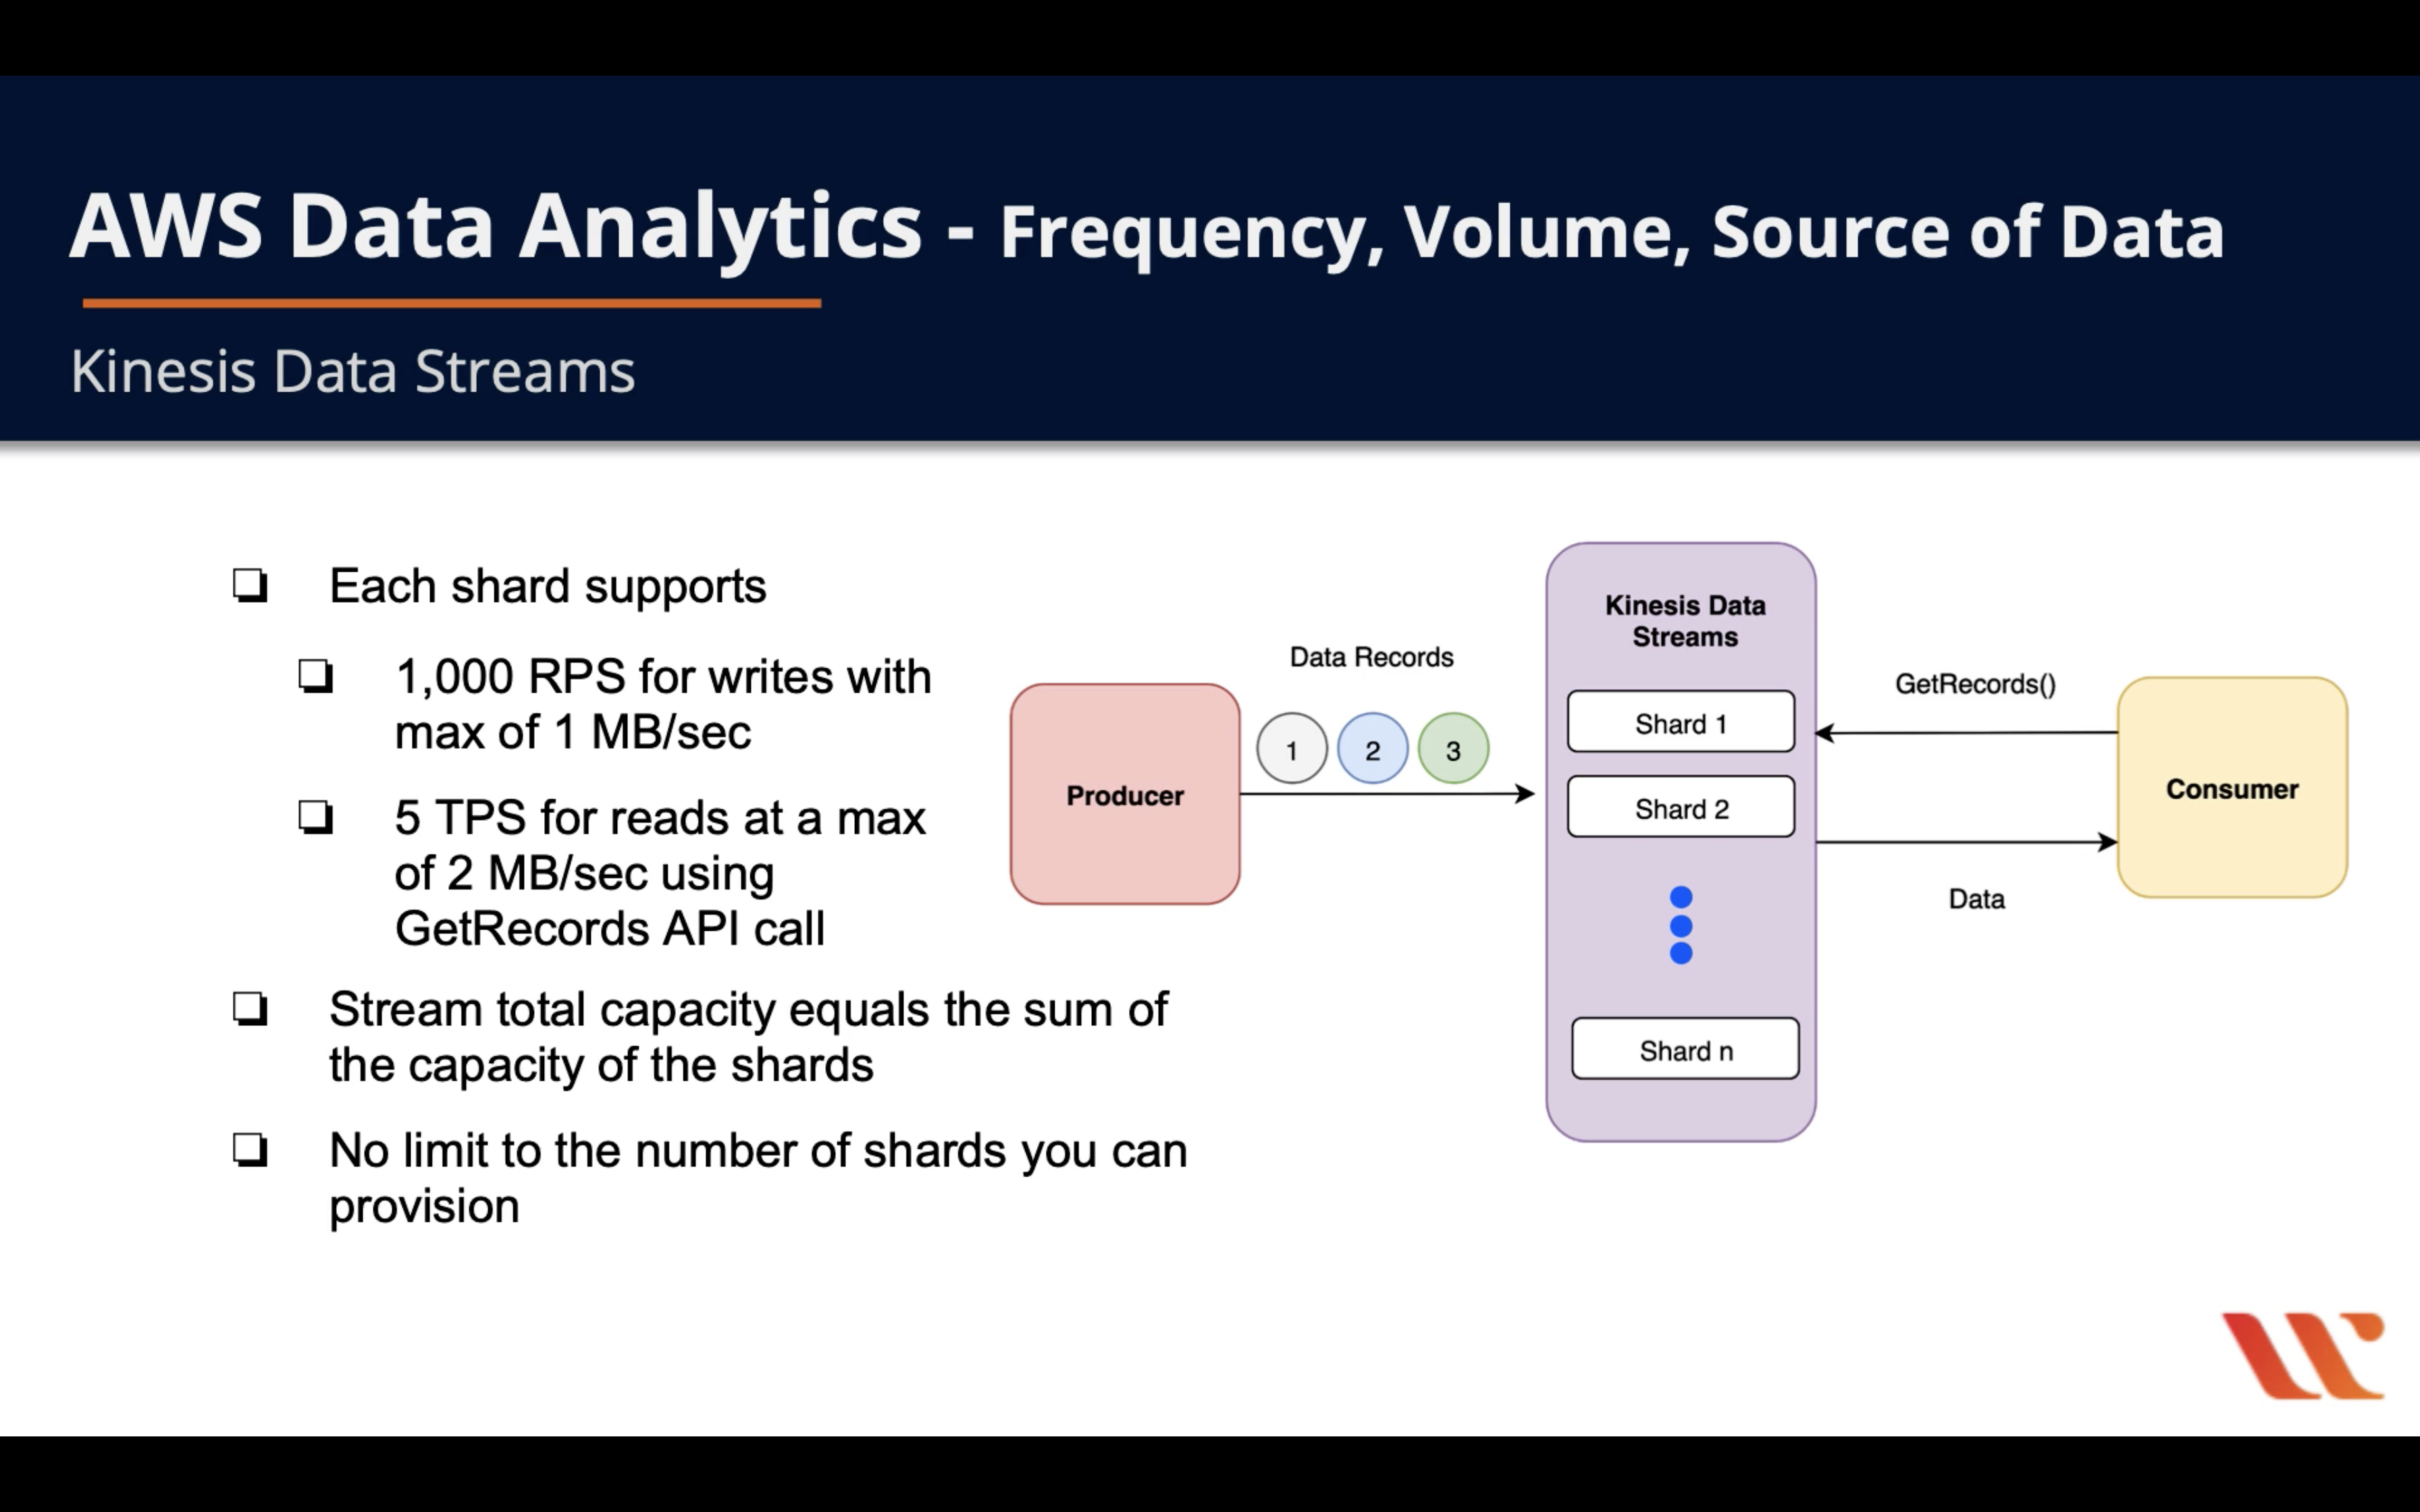 AWS Data Analytics - Frequency, Volume, Source of Data
Kinesis Data Streams
Each shard supports
1,000 RPS for writes with
max of 1 MB/sec
5 TPS for reads at a max
of 2 MB/sec using
GetRecords API call
Stream total capacity equals the sum of
the capacity of the shards
No limit to the number of shards you can
provision
Producer
Data Records
1 2 3
Kinesis Data
Streams
Shard 1
Shard 2
Shard n
GetRecords()
Data
Consumer